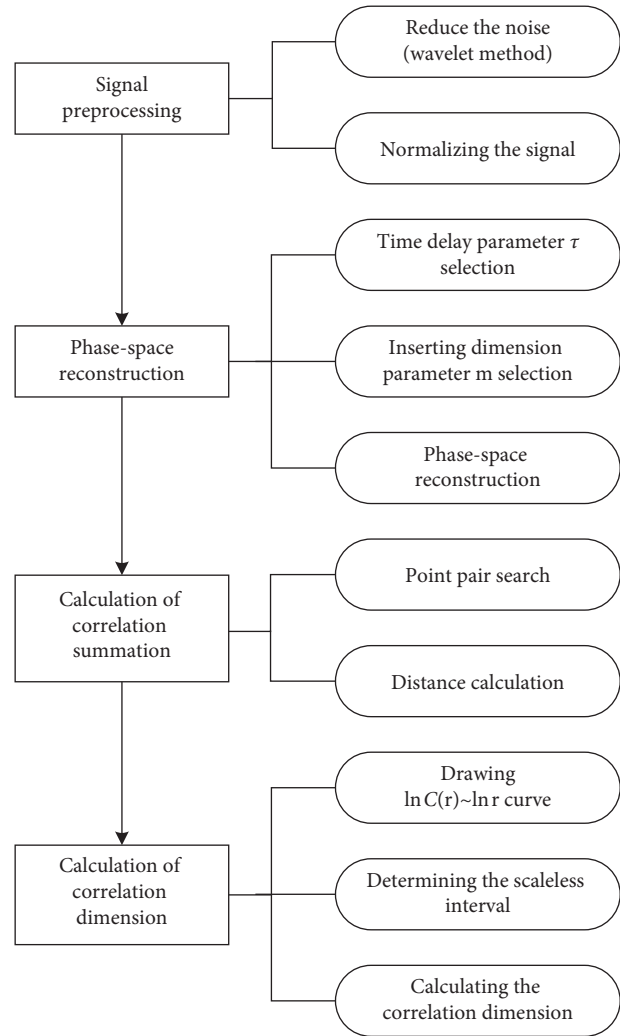 Signal
preprocessing
Reduce the noise
(wavelet method)
Normalizing the signal
Phase-space
reconstruction
Time delay parameter τ
selection
Inserting dimension
parameter m selection
Phase-space
reconstruction
Calculation of
correlation
summation
Point pair search
Distance calculation
Calculation of
correlation
dimension
Drawing
ln C(r)~ln r curve
Determining the scaleless
interval
Calculating the
correlation dimension